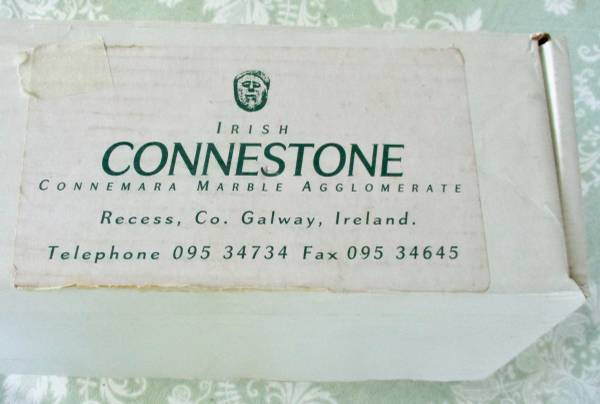 IRISH
CONNESTONE
CONNEMARA MARBLE AGGLOMERATE
Recess, Co. Galway, Ireland.
Telephone 095 34734 Fax 095 34645